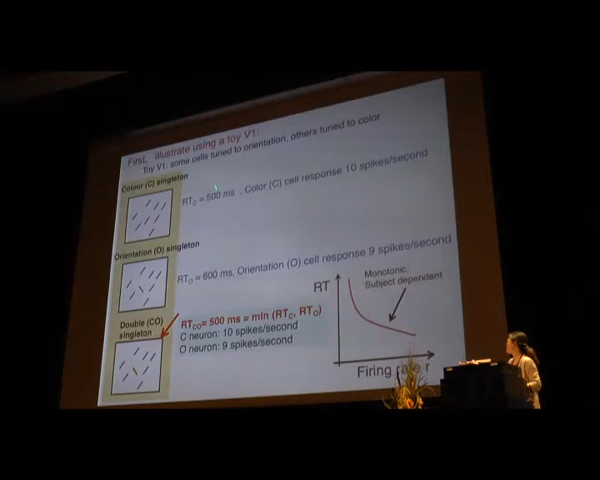 First, illustrate using a toy V1:
Toy V1: some cells tuned to orientation, others tuned to color
Colour (C) singleton
RTC = 500 ms , Color (C) cell response 10 spikes/second
Orientation (O) singleton
RTO = 600 ms, Orientation (O) cell response 9 spikes/second
Double (CO)
singleton
RTCO= 500 ms = min (RTC, RTO)
C neuron: 10 spikes/second
O neuron: 9 spikes/second
RT
Monotonic,
Subject dependent
Firing rate r